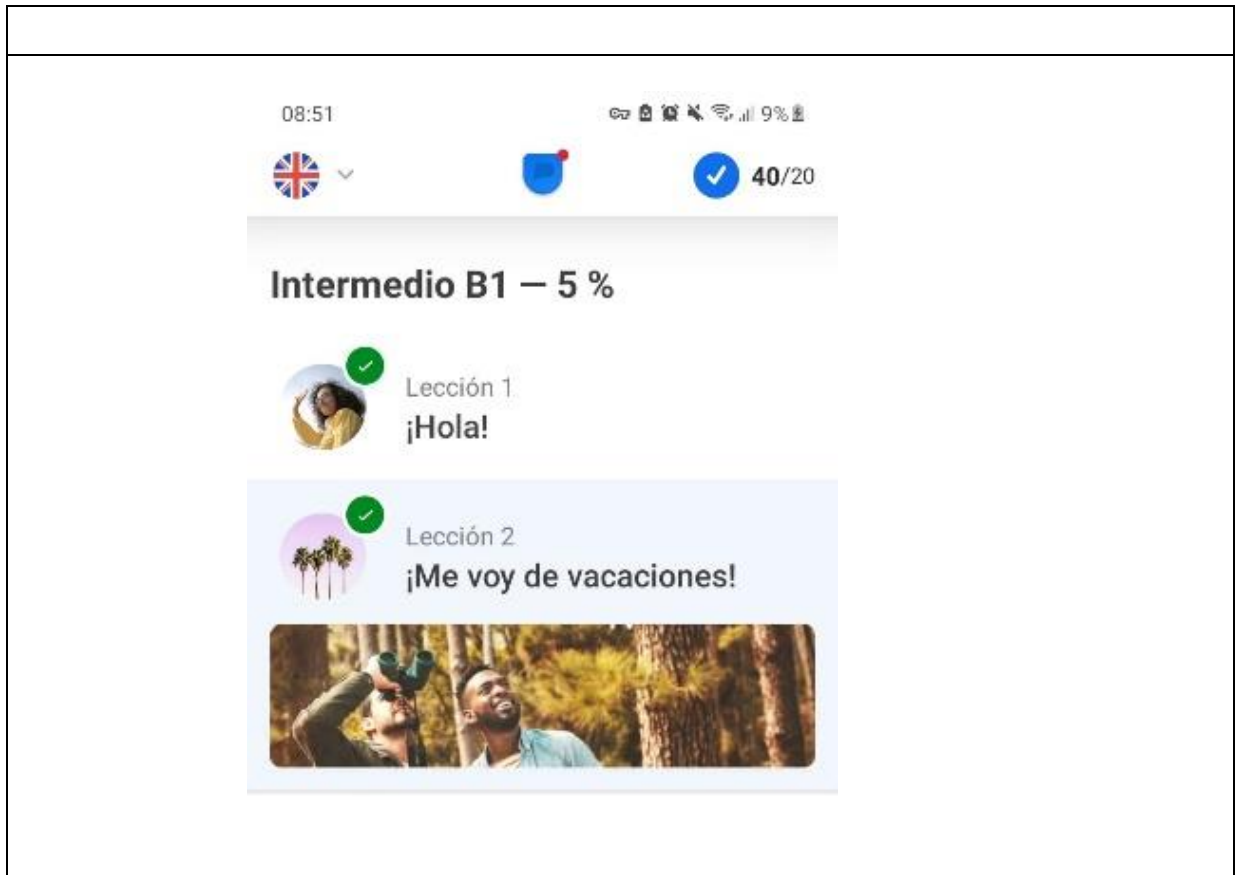 08:51
9%
40/20
Intermedio B1 — 5 %
Lección 1
¡Hola!
Lección 2
¡Me voy de vacaciones!